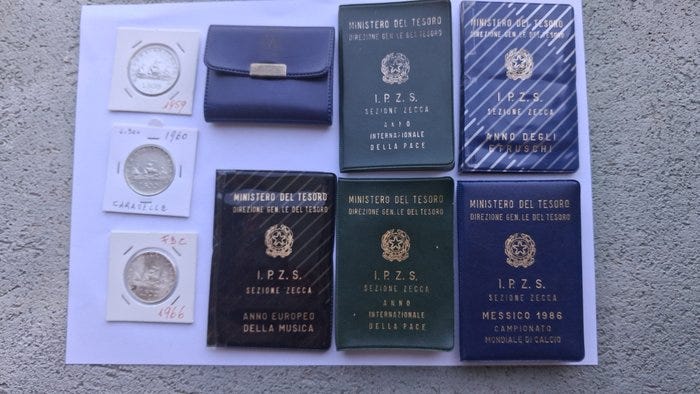 1959
L. 500
1960
CARAVELLE
FDC
1966
MINISTERO DEL TESORO
DIREZIONE GEN. LE DEL TESORO
I. P. Z. S.
SEZIONE ZECCA
ANNO
INTERNAZIONALE
DELLA PACE
MINISTERO DEL TESORO
DIREZIONE GEN. LE DEL TESORO
I. P. Z. S.
SEZIONE ZECCA
ANNO DEGLI
ETRUSCHI
MINISTERO DEL TESORO
DIREZIONE GEN. LE DEL TESORO
I. P. Z. S.
SEZIONE ZECCA
ANNO EUROPEO
DELLA MUSICA
MINISTERO DEL TESORO
DIREZIONE GEN. LE DEL TESORO
I. P. Z. S.
SEZIONE ZECCA
ANNO
INTERNAZIONALE
DELLA PACE
MINISTERO DEL TESORO
DIREZIONE GEN. LE DEL TESORO
I. P. Z. S.
SEZIONE ZECCA
MESSICO 1986
CAMPIONATO
MONDIALE DI CALCIO